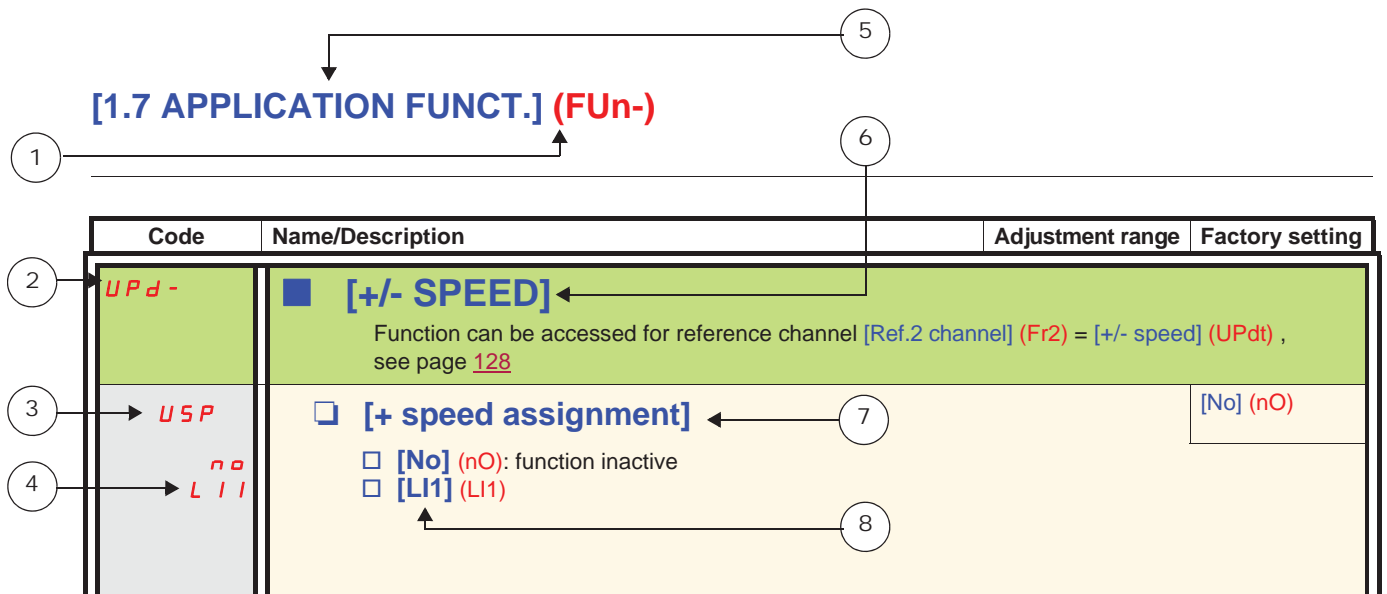 5
[1.7 APPLICATION FUNCT.] (FUn-)
6
1
Code Name/Description Adjustment range Factory setting
2
UPd-
■ [+/- SPEED]
Function can be accessed for reference channel [Ref.2 channel] (Fr2) = [+/- speed] (UPdt) ,
see page 128
3
USP
❏ [+ speed assignment]
7
[No] (nO)
no
□ [No] (nO): function inactive
4
LI1
□ [LI1] (LI1)
8